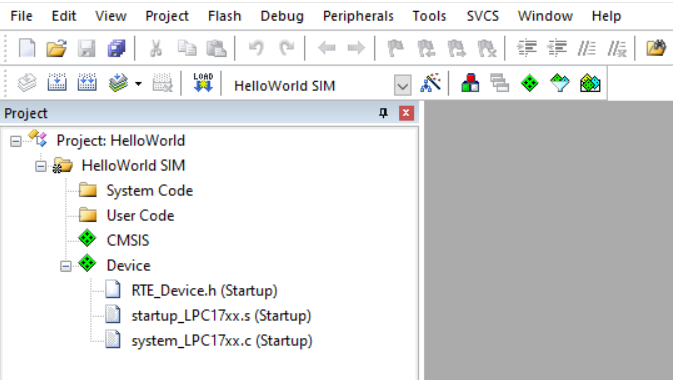 File Edit View Project Flash Debug Peripherals Tools SVCS Window Help
LOAD HelloWorld SIM
Project
Project: HelloWorld
HelloWorld SIM
System Code
User Code
CMSIS
Device
RTE_Device.h (Startup)
startup_LPC17xx.s (Startup)
system_LPC17xx.c (Startup)